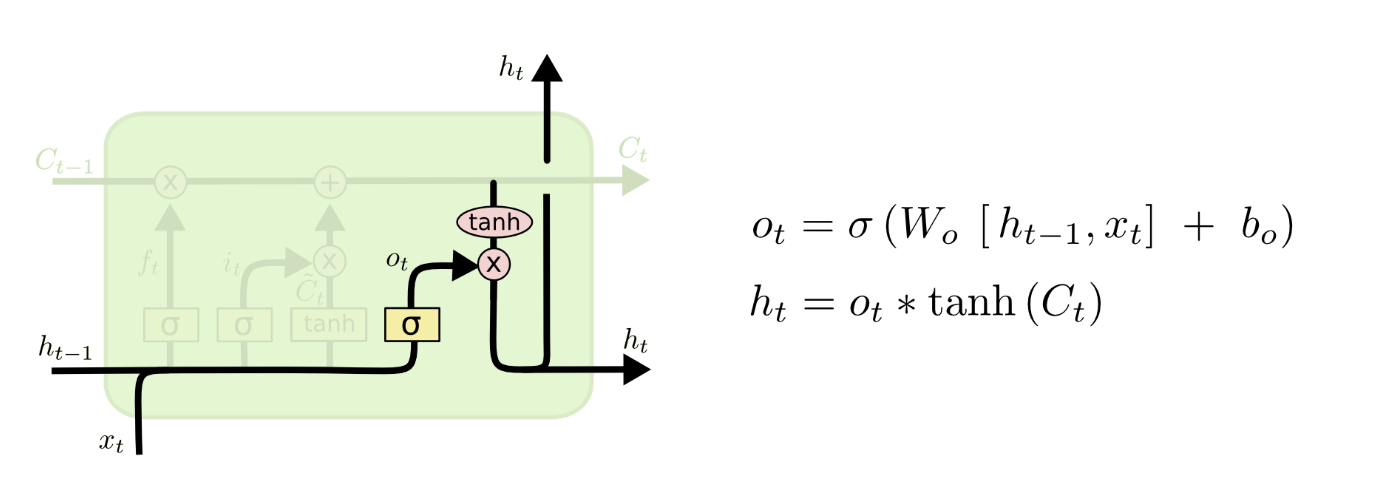 h_t
C_{t-1}
C_t
x
+
tanh
f_t
i_t
x
o_t
x
C̃_t
σ
σ
tanh
σ
h_{t-1}
h_t
x_t
o_t = σ (W_o [h_{t-1}, x_t] + b_o)
h_t = o_t * tanh (C_t)